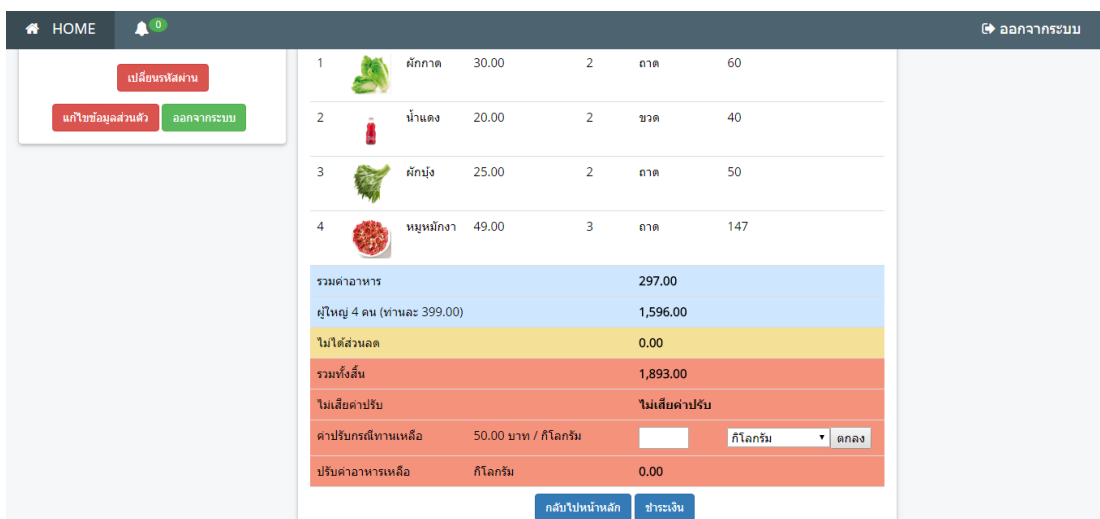 HOME 0 ออกจากระบบ
เปลี่ยนรหัสผ่าน
แก้ไขข้อมูลส่วนตัว ออกจากระบบ
1 ผักกาด 30.00 2 ถาด 60
2 น้ำแดง 20.00 2 ขวด 40
3 ผักบุ้ง 25.00 2 ถาด 50
4 หมูหมักงา 49.00 3 ถาด 147
รวมค่าอาหาร 297.00
ผู้ใหญ่ 4 คน (ท่านละ 399.00) 1,596.00
ไม่ได้ส่วนลด 0.00
รวมทั้งสิ้น 1,893.00
ไม่เสียค่าปรับ ไม่เสียค่าปรับ
ค่าปรับกรณีทานเหลือ 50.00 บาท / กิโลกรัม กิโลกรัม ตกลง
ปรับค่าอาหารเหลือ กิโลกรัม 0.00
กลับไปหน้าหลัก ชำระเงิน